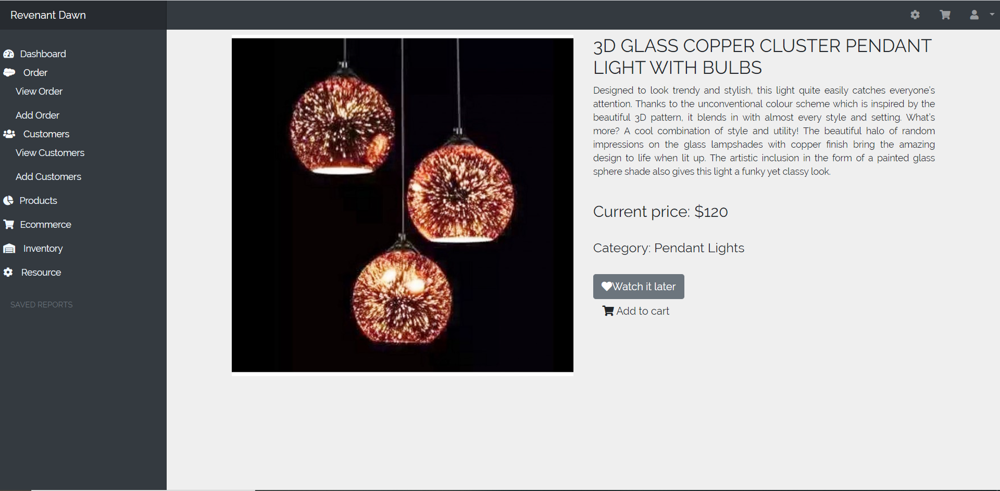 Revenant Dawn
Dashboard
Order
View Order
Add Order
Customers
View Customers
Add Customers
Products
Ecommerce
Inventory
Resource
SAVED REPORTS
3D GLASS COPPER CLUSTER PENDANT
LIGHT WITH BULBS
Designed to look trendy and stylish, this light quite easily catches everyone's
attention. Thanks to the unconventional colour scheme which is inspired by the
beautiful 3D pattern, it blends in with almost every style and setting. What's
more? A cool combination of style and utility! The beautiful halo of random
impressions on the glass lampshades with copper finish bring the amazing
design to life when lit up. The artistic inclusion in the form of a painted glass
sphere shade also gives this light a funky yet classy look.
Current price: $120
Category: Pendant Lights
Watch it later
Add to cart